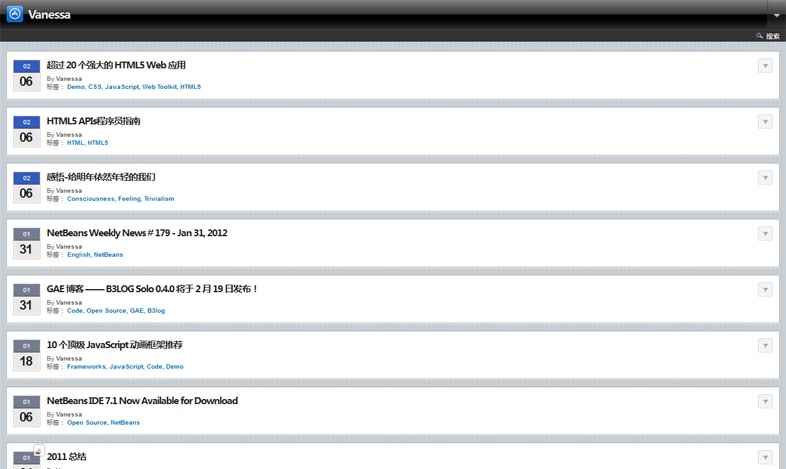 Vanessa
搜索
02
06
超过 20 个强大的 HTML5 Web 应用
By Vanessa
标签： Demo, CSS, JavaScript, Web Toolkit, HTML5
02
06
HTML5 APIs程序员指南
By Vanessa
标签： HTML, HTML5
02
06
感悟-给明年依然年轻的我们
By Vanessa
标签： Consciousness, Feeling, Trivialism
01
31
NetBeans Weekly News # 179 - Jan 31, 2012
By Vanessa
标签： English, NetBeans
01
31
GAE 博客 —— B3LOG Solo 0.4.0 将于 2 月 19 日发布！
By Vanessa
标签： Code, Open Source, GAE, B3log
01
18
10 个顶级 JavaScript 动画框架推荐
By Vanessa
标签： Frameworks, JavaScript, Code, Demo
01
06
NetBeans IDE 7.1 Now Available for Download
By Vanessa
标签： Open Source, NetBeans
01
2011 总结